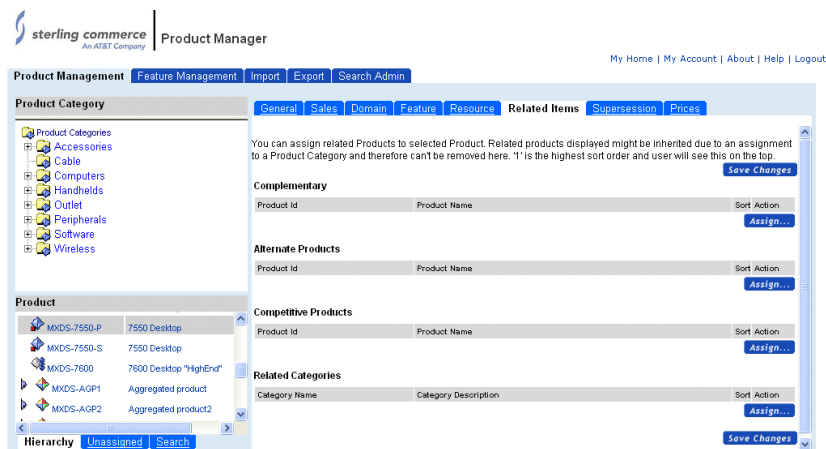 sterling commerce
An AT&T Company
Product Manager
My Home | My Account | About | Help | Logout
Product Management Feature Management Import Export Search Admin
Product Category
Product Categories
Accessories
Cable
Computers
Handhelds
Outlet
Peripherals
Software
Wireless
Product
MXDS-7550-P 7550 Desktop
MXDS-7550-S 7550 Desktop
MXDS-7600 7600 Desktop "HighEnd"
MXDS-AGP1 Aggregated product
MXDS-AGP2 Aggregated product2
Hierarchy Unassigned Search
General Sales Domain Feature Resource Related Items Supersession Prices
You can assign related Products to selected Product. Related products displayed might be inherited due to an assignment
to a Product Category and therefore can't be removed here. '1' is the highest sort order and user will see this on the top.
Save Changes
Complementary
Product Id Product Name Sort Action
Assign...
Alternate Products
Product Id Product Name Sort Action
Assign...
Competitive Products
Product Id Product Name Sort Action
Assign...
Related Categories
Category Name Category Description Sort Action
Assign...
Save Changes